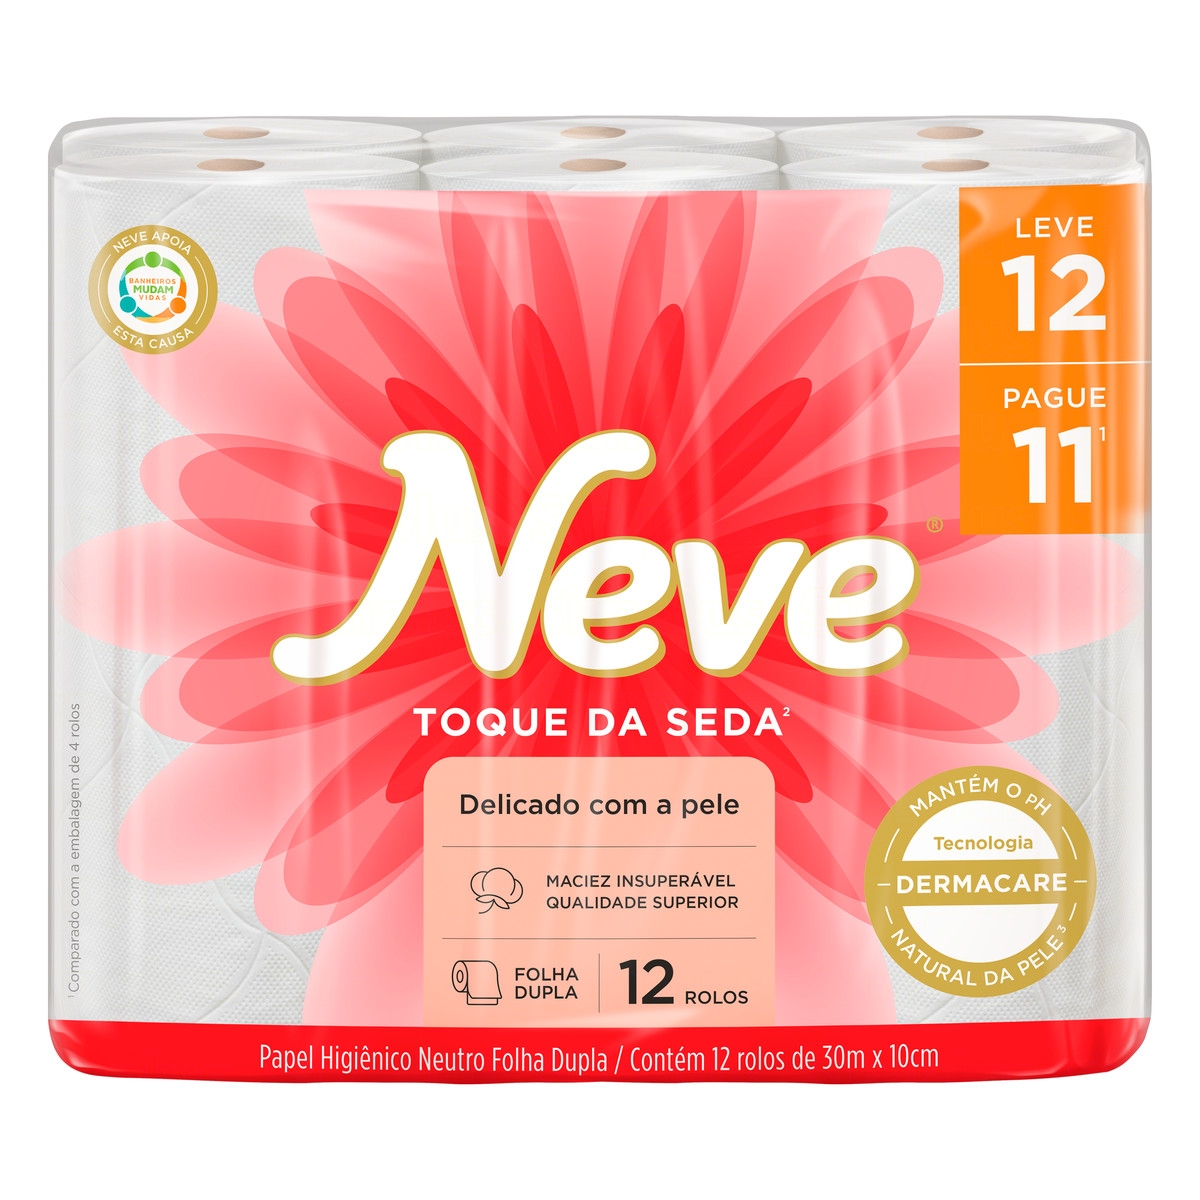 NEVE APOIA
BANHEIROS
MUDAM
VIDAS
ESTA CAUSA
LEVE
12
PAGUE
11¹
Neve®
TOQUE DA SEDA²
Delicado com a pele
MACIEZ INSUPERÁVEL
QUALIDADE SUPERIOR
FOLHA
DUPLA
12 ROLOS
MANTÉM O PH
Tecnologia
DERMACARE
NATURAL DA PELE³
¹Comparado com a embalagem de 4 rolos
Papel Higiênico Neutro Folha Dupla / Contém 12 rolos de 30m x 10cm